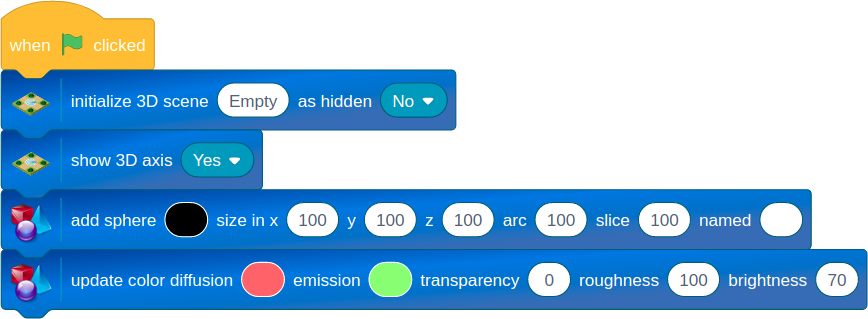 when clicked
initialize 3D scene Empty as hidden No
show 3D axis Yes
add sphere size in x 100 y 100 z 100 arc 100 slice 100 named
update color diffusion emission transparency 0 roughness 100 brightness 70